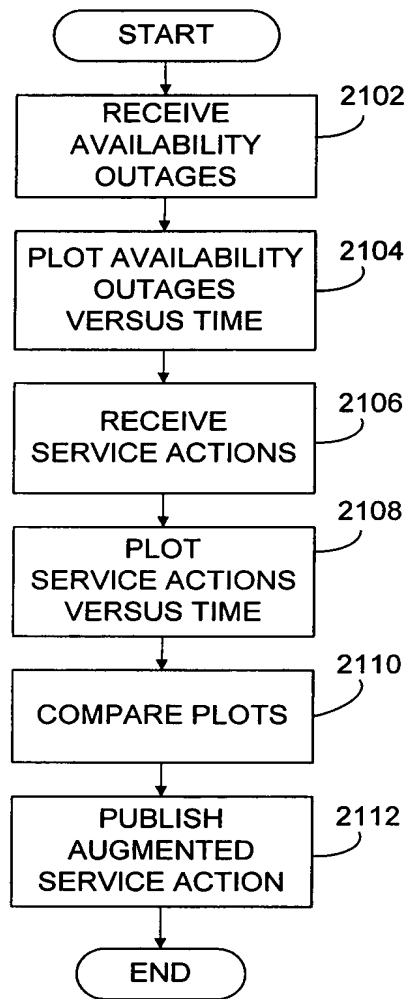 START
2102
RECEIVE
AVAILABILITY
OUTAGES
2104
PLOT AVAILABILITY
OUTAGES
VERSUS TIME
2106
RECEIVE
SERVICE ACTIONS
2108
PLOT
SERVICE ACTIONS
VERSUS TIME
2110
COMPARE PLOTS
2112
PUBLISH
AUGMENTED
SERVICE ACTION
END